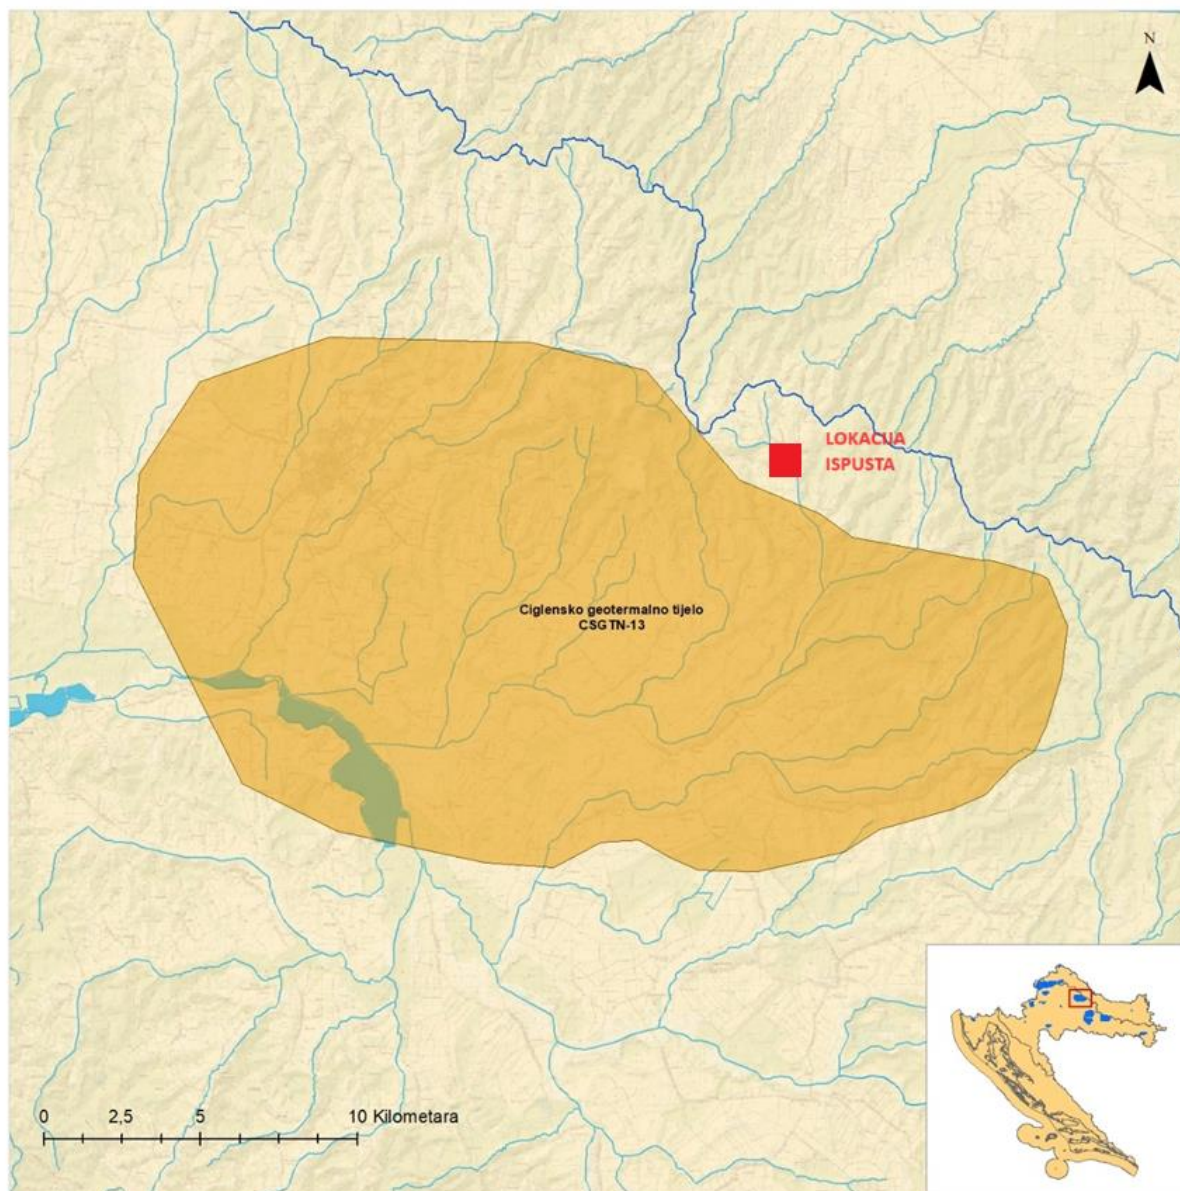 N
LOKACIJA
ISPUSTA
Ciglensko geotermalno tijelo
CSGTN-13
0 2,5 5 10 Kilometara